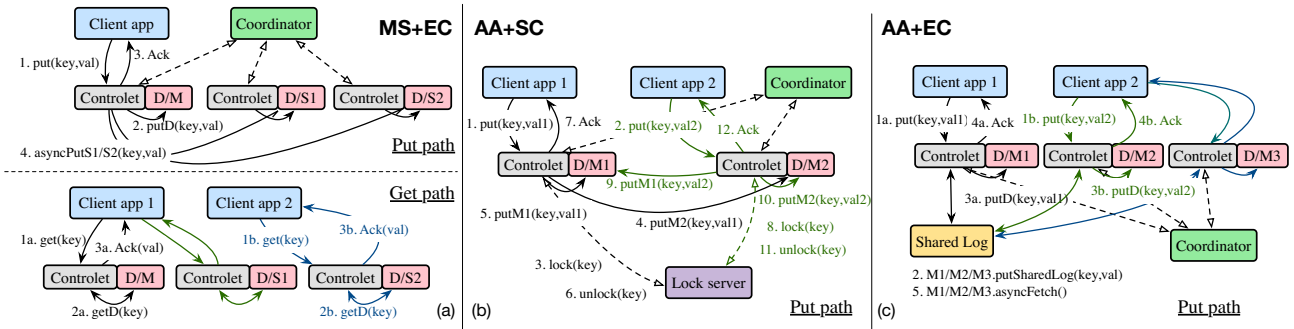 Client app
Coordinator
MS+EC
1. put(key,val)
3. Ack
Controlet
D/M
Controlet
D/S1
Controlet
D/S2
2. putD(key,val)
4. asyncPutS1/S2(key,val)
Put path
Get path
Client app 1
Client app 2
1a. get(key)
3a. Ack(val)
1b. get(key)
3b. Ack(val)
Controlet
D/M
Controlet
D/S1
Controlet
D/S2
2a. getD(key)
2b. getD(key)
(a)
AA+SC
Client app 1
Client app 2
Coordinator
1. put(key,val1)
7. Ack
2. put(key,val2)
12. Ack
Controlet
D/M1
Controlet
D/M2
9. putM1(key,val2)
10. putM2(key,val2)
5. putM1(key,val1)
4. putM2(key,val1)
8. lock(key)
11. unlock(key)
3. lock(key)
6. unlock(key)
Lock server
(b)
Put path
AA+EC
Client app 1
Client app 2
1a. put(key,val1)
4a. Ack
1b. put(key,val2)
4b. Ack
Controlet
D/M1
Controlet
D/M2
Controlet
D/M3
3b. putD(key,val2)
3a. putD(key,val1)
Shared Log
Coordinator
2. M1/M2/M3.putSharedLog(key,val)
5. M1/M2/M3.asyncFetch()
(c)
Put path